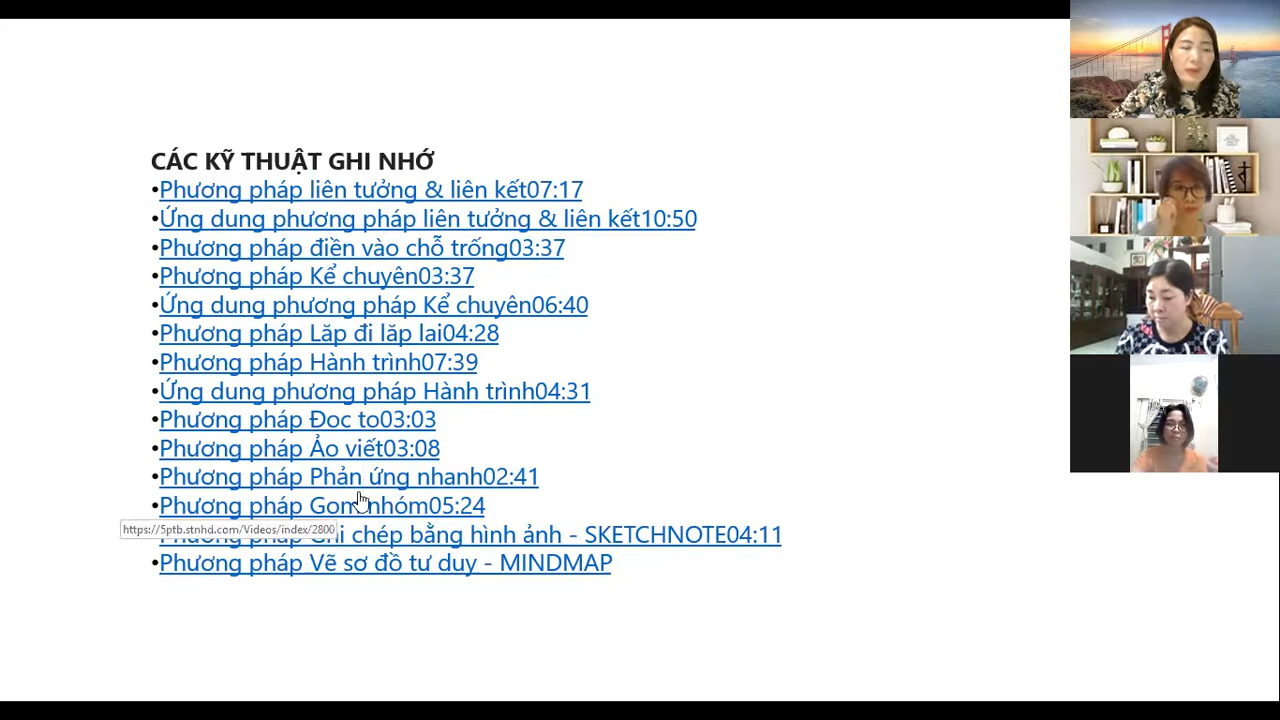 CÁC KỸ THUẬT GHI NHỚ
•Phương pháp liên tưởng & liên kết07:17
•Ứng dung phương pháp liên tưởng & liên kết10:50
•Phương pháp điền vào chỗ trống03:37
•Phương pháp Kể chuyên03:37
•Ứng dung phương pháp Kể chuyên06:40
•Phương pháp Lăp đi lăp lai04:28
•Phương pháp Hành trình07:39
•Ứng dung phương pháp Hành trình04:31
•Phương pháp Đoc to03:03
•Phương pháp Ảo viết03:08
•Phương pháp Phản ứng nhanh02:41
•Phương pháp Gom nhóm05:24
https://5ptb.stnhd.com/Videos/index/2800
Phương pháp Ghi chép bằng hình ảnh - SKETCHNOTE04:11
•Phương pháp Vẽ sơ đồ tư duy - MINDMAP